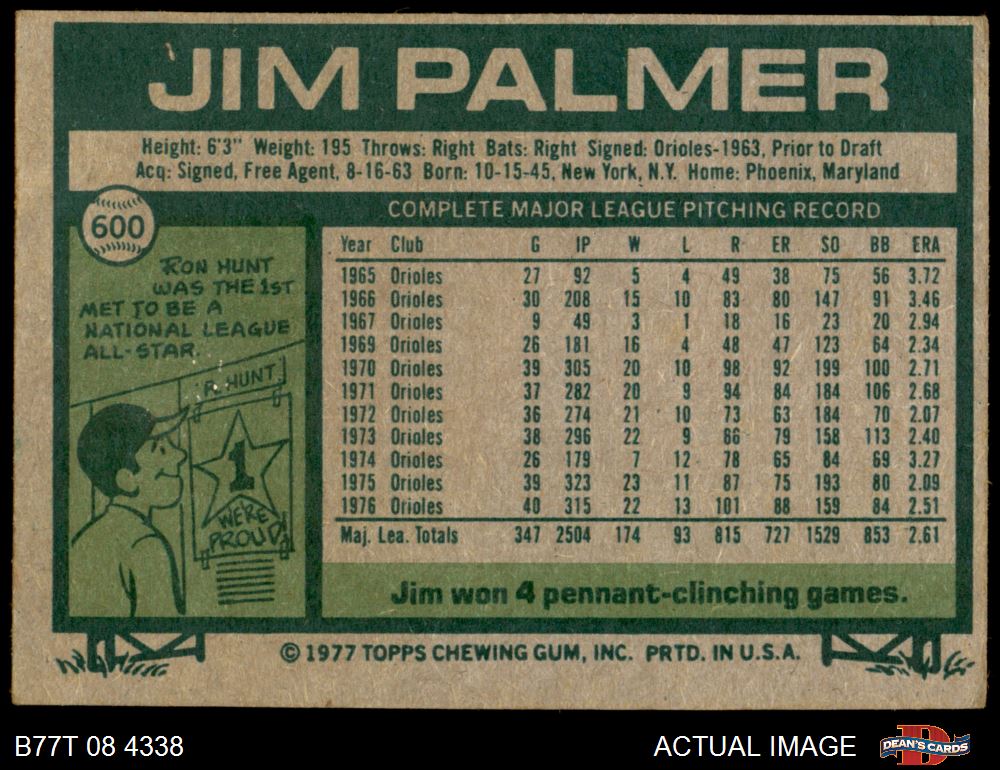 JIM PALMER
Height: 6'3" Weight: 195 Throws: Right Bats: Right Signed: Orioles-1963, Prior to Draft
Acq: Signed, Free Agent, 8-16-63 Born: 10-15-45, New York, N.Y. Home: Phoenix, Maryland
600
RON HUNT
WAS THE 1ST
MET TO BE A
NATIONAL LEAGUE
ALL-STAR.
R. HUNT
1
WE'RE
PROUD!
COMPLETE MAJOR LEAGUE PITCHING RECORD
Year Club G IP W L R ER SO BB ERA
1965 Orioles 27 92 5 4 49 38 75 56 3.72
1966 Orioles 30 208 15 10 83 80 147 91 3.46
1967 Orioles 9 49 3 1 18 16 23 20 2.94
1969 Orioles 26 181 16 4 48 47 123 64 2.34
1970 Orioles 39 305 20 10 98 92 199 100 2.71
1971 Orioles 37 282 20 9 94 84 184 106 2.68
1972 Orioles 36 274 21 10 73 63 184 70 2.07
1973 Orioles 38 296 22 9 86 79 158 113 2.40
1974 Orioles 26 179 7 12 78 65 84 69 3.27
1975 Orioles 39 323 23 11 87 75 193 80 2.09
1976 Orioles 40 315 22 13 101 88 159 84 2.51
Maj. Lea. Totals 347 2504 174 93 815 727 1529 853 2.61
Jim won 4 pennant-clinching games.
© 1977 TOPPS CHEWING GUM, INC. PRTD. IN U.S.A.
B77T 08 4338
ACTUAL IMAGE
DEAN'S CARDS